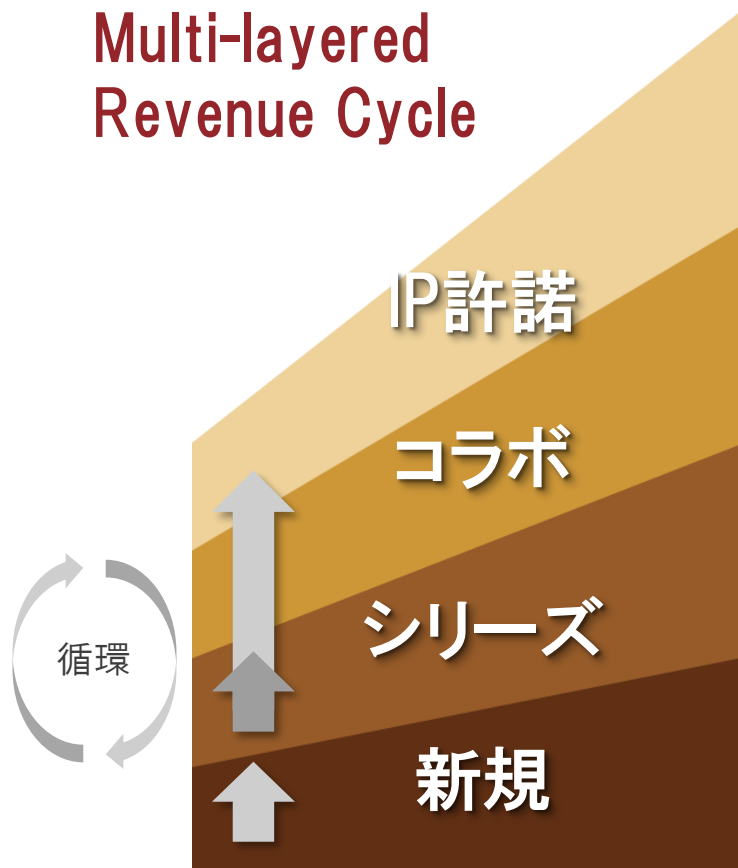 Multi-layered
Revenue Cycle
IP許諾
コラボ
シリーズ
循環
新規